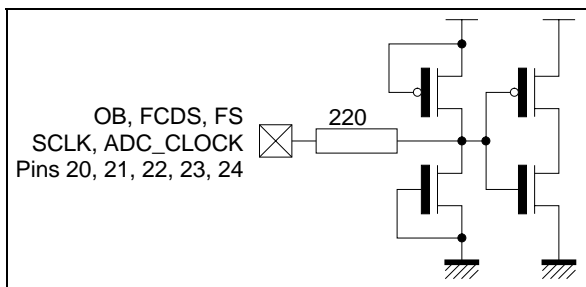 OB, FCDS, FS
SCLK, ADC_CLOCK
Pins 20, 21, 22, 23, 24
220